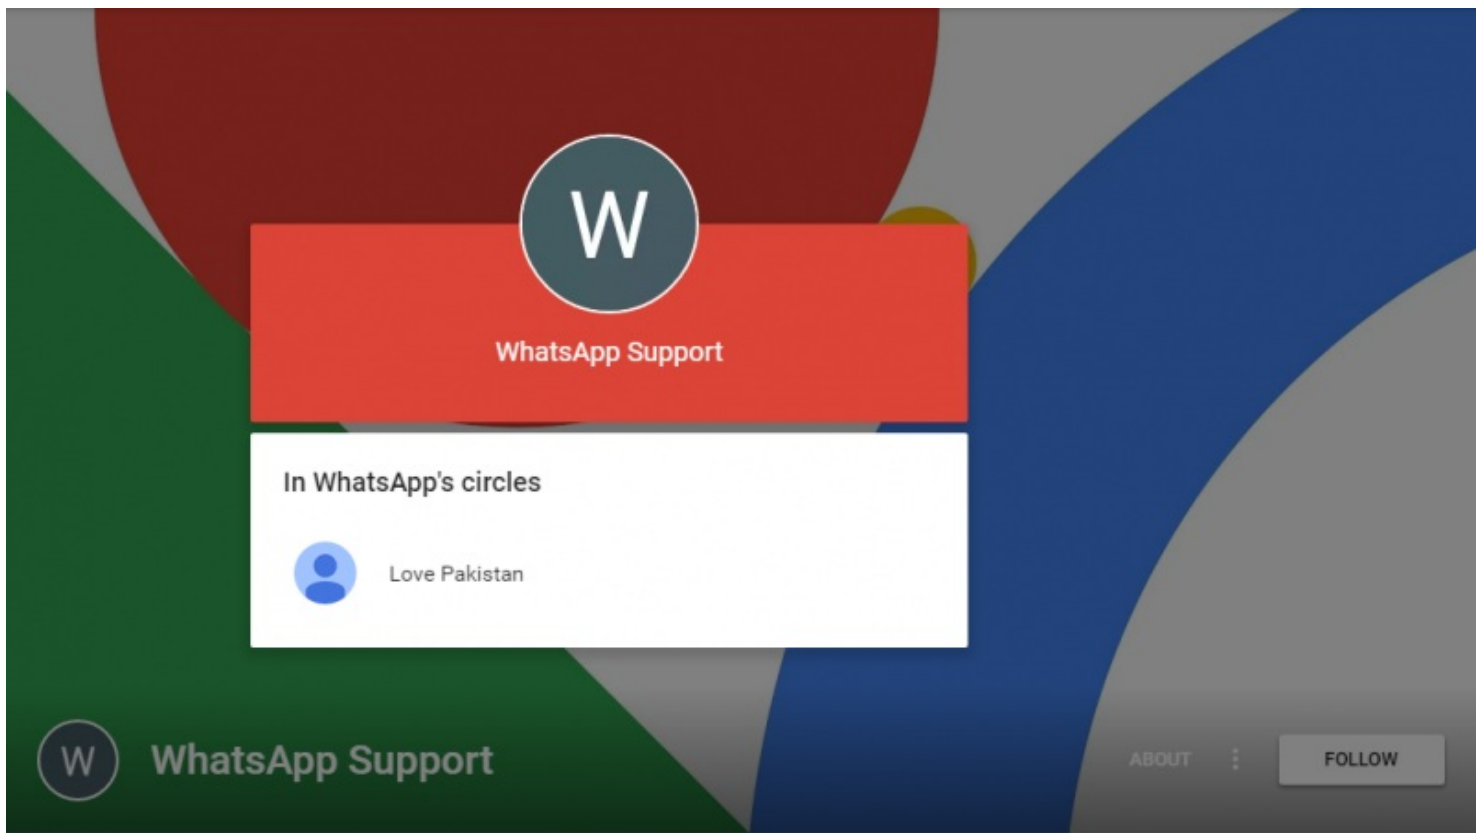 W
WhatsApp Support
In WhatsApp's circles
Love Pakistan
W
WhatsApp Support
ABOUT
FOLLOW